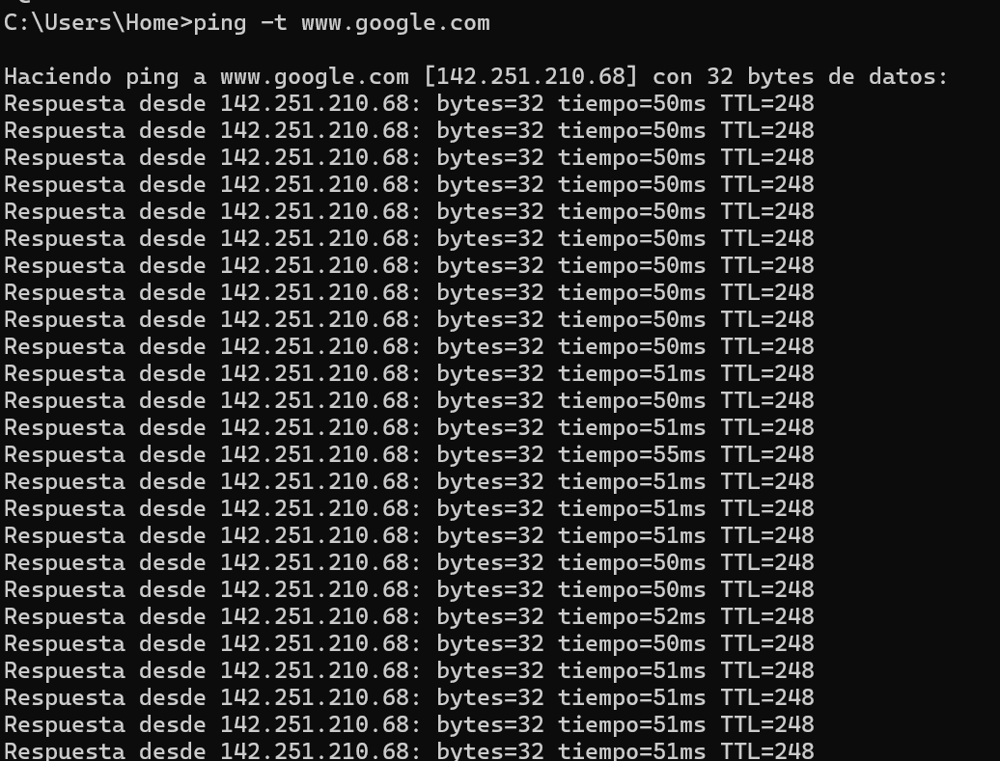 C:\Users\Home>ping -t www.google.com
Haciendo ping a www.google.com [142.251.210.68] con 32 bytes de datos:
Respuesta desde 142.251.210.68: bytes=32 tiempo=50ms TTL=248
Respuesta desde 142.251.210.68: bytes=32 tiempo=50ms TTL=248
Respuesta desde 142.251.210.68: bytes=32 tiempo=50ms TTL=248
Respuesta desde 142.251.210.68: bytes=32 tiempo=50ms TTL=248
Respuesta desde 142.251.210.68: bytes=32 tiempo=50ms TTL=248
Respuesta desde 142.251.210.68: bytes=32 tiempo=50ms TTL=248
Respuesta desde 142.251.210.68: bytes=32 tiempo=50ms TTL=248
Respuesta desde 142.251.210.68: bytes=32 tiempo=50ms TTL=248
Respuesta desde 142.251.210.68: bytes=32 tiempo=50ms TTL=248
Respuesta desde 142.251.210.68: bytes=32 tiempo=50ms TTL=248
Respuesta desde 142.251.210.68: bytes=32 tiempo=51ms TTL=248
Respuesta desde 142.251.210.68: bytes=32 tiempo=50ms TTL=248
Respuesta desde 142.251.210.68: bytes=32 tiempo=51ms TTL=248
Respuesta desde 142.251.210.68: bytes=32 tiempo=55ms TTL=248
Respuesta desde 142.251.210.68: bytes=32 tiempo=51ms TTL=248
Respuesta desde 142.251.210.68: bytes=32 tiempo=51ms TTL=248
Respuesta desde 142.251.210.68: bytes=32 tiempo=51ms TTL=248
Respuesta desde 142.251.210.68: bytes=32 tiempo=50ms TTL=248
Respuesta desde 142.251.210.68: bytes=32 tiempo=50ms TTL=248
Respuesta desde 142.251.210.68: bytes=32 tiempo=52ms TTL=248
Respuesta desde 142.251.210.68: bytes=32 tiempo=50ms TTL=248
Respuesta desde 142.251.210.68: bytes=32 tiempo=51ms TTL=248
Respuesta desde 142.251.210.68: bytes=32 tiempo=51ms TTL=248
Respuesta desde 142.251.210.68: bytes=32 tiempo=51ms TTL=248
Respuesta desde 142.251.210.68: bytes=32 tiempo=51ms TTL=248